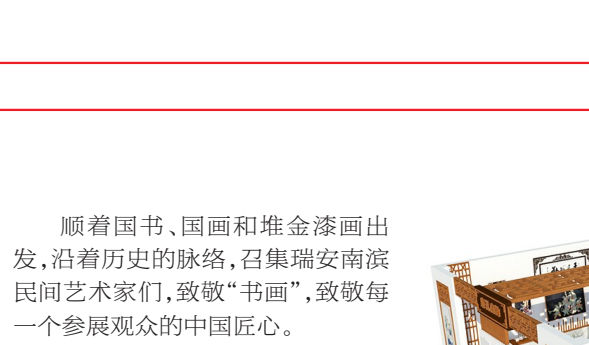 顺着国书、国画和堆金漆画出
发,沿着历史的脉络,召集瑞安南滨
民间艺术家们,致敬“书画”,致敬每
一个参展观众的中国匠心。